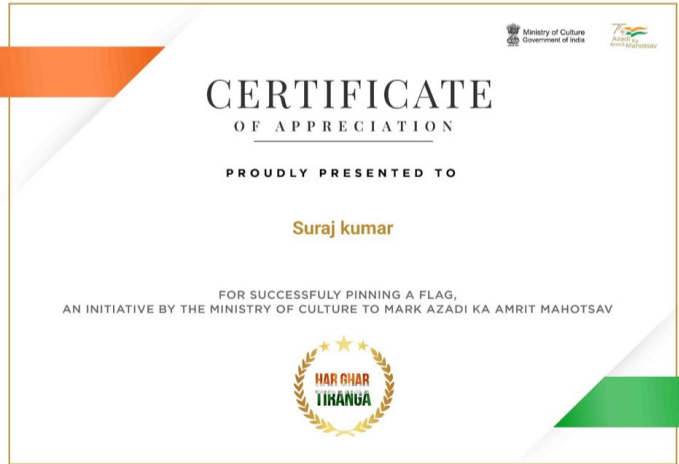 Ministry of Culture
Government of India
Azadi Ka
Amrit Mahotsav
CERTIFICATE
OF APPRECIATION
PROUDLY PRESENTED TO
Suraj kumar
FOR SUCCESSFULY PINNING A FLAG,
AN INITIATIVE BY THE MINISTRY OF CULTURE TO MARK AZADI KA AMRIT MAHOTSAV
HAR GHAR
TIRANGA